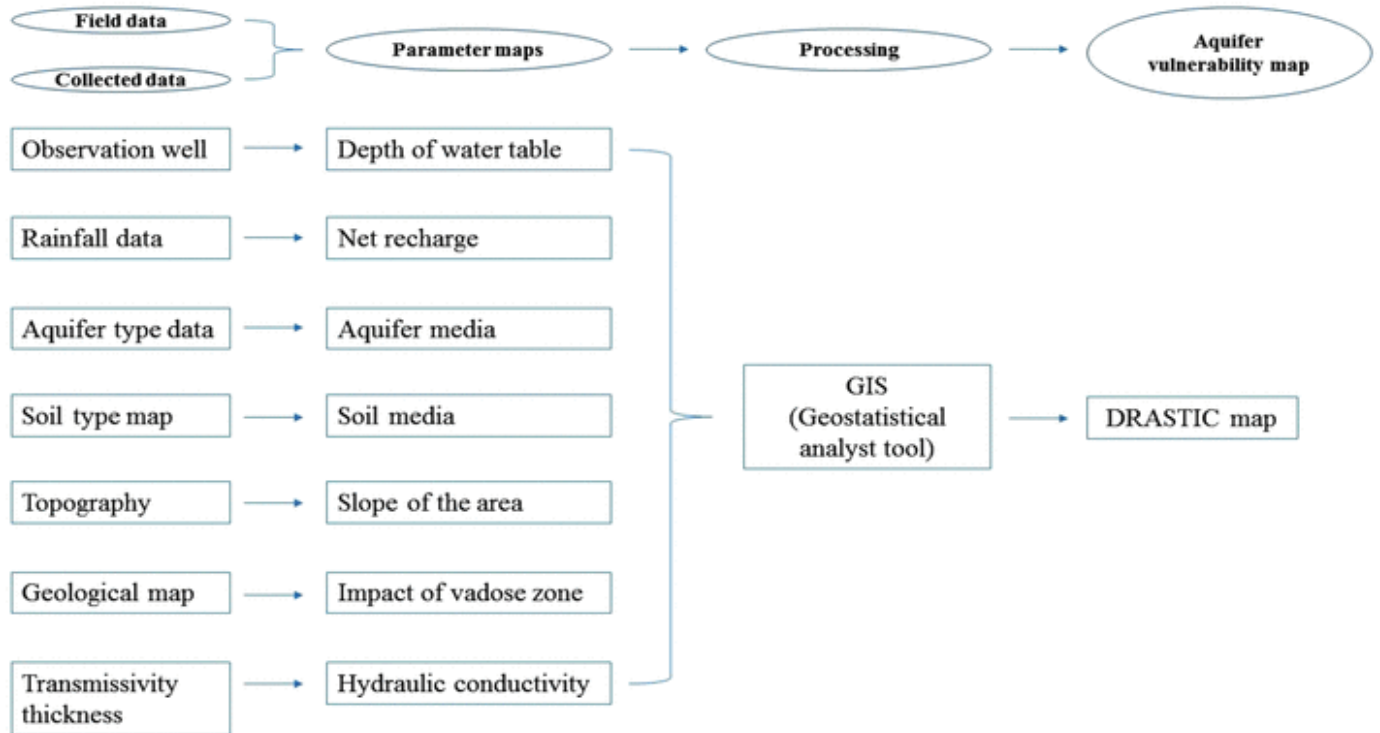 Field data
Collected data
Parameter maps
Processing
Aquifer
vulnerability map
Observation well
Depth of water table
Rainfall data
Net recharge
Aquifer type data
Aquifer media
Soil type map
Soil media
Topography
Slope of the area
Geological map
Impact of vadose zone
Transmissivity
thickness
Hydraulic conductivity
GIS
(Geostatistical
analyst tool)
DRASTIC map